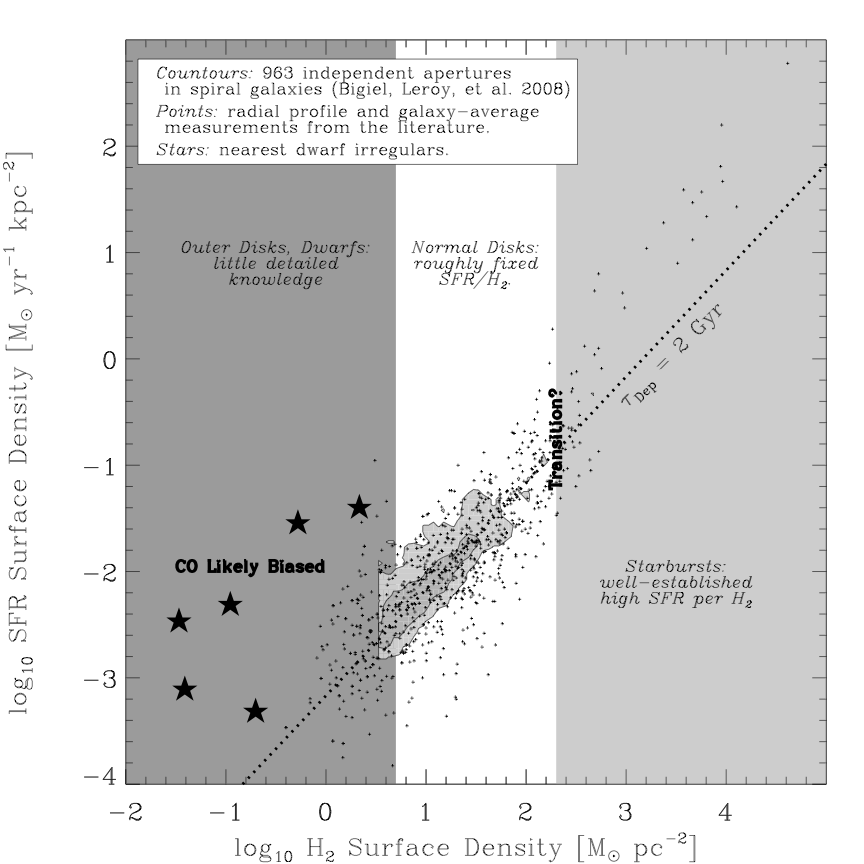 Countours: 963 independent apertures
in spiral galaxies (Bigiel, Leroy, et al. 2008)
Points: radial profile and galaxy−average
measurements from the literature.
Stars: nearest dwarf irregulars.
Outer Disks, Dwarfs:
little detailed
knowledge
Normal Disks:
roughly fixed
SFR/H₂.
τ_Dep = 2 Gyr
Transition?
CO Likely Biased
Starbursts:
well−established
high SFR per H₂
log₁₀ SFR Surface Density [M⊙ yr⁻¹ kpc⁻²]
2
1
0
−1
−2
−3
−4
−2 −1 0 1 2 3 4
log₁₀ H₂ Surface Density [M⊙ pc⁻²]